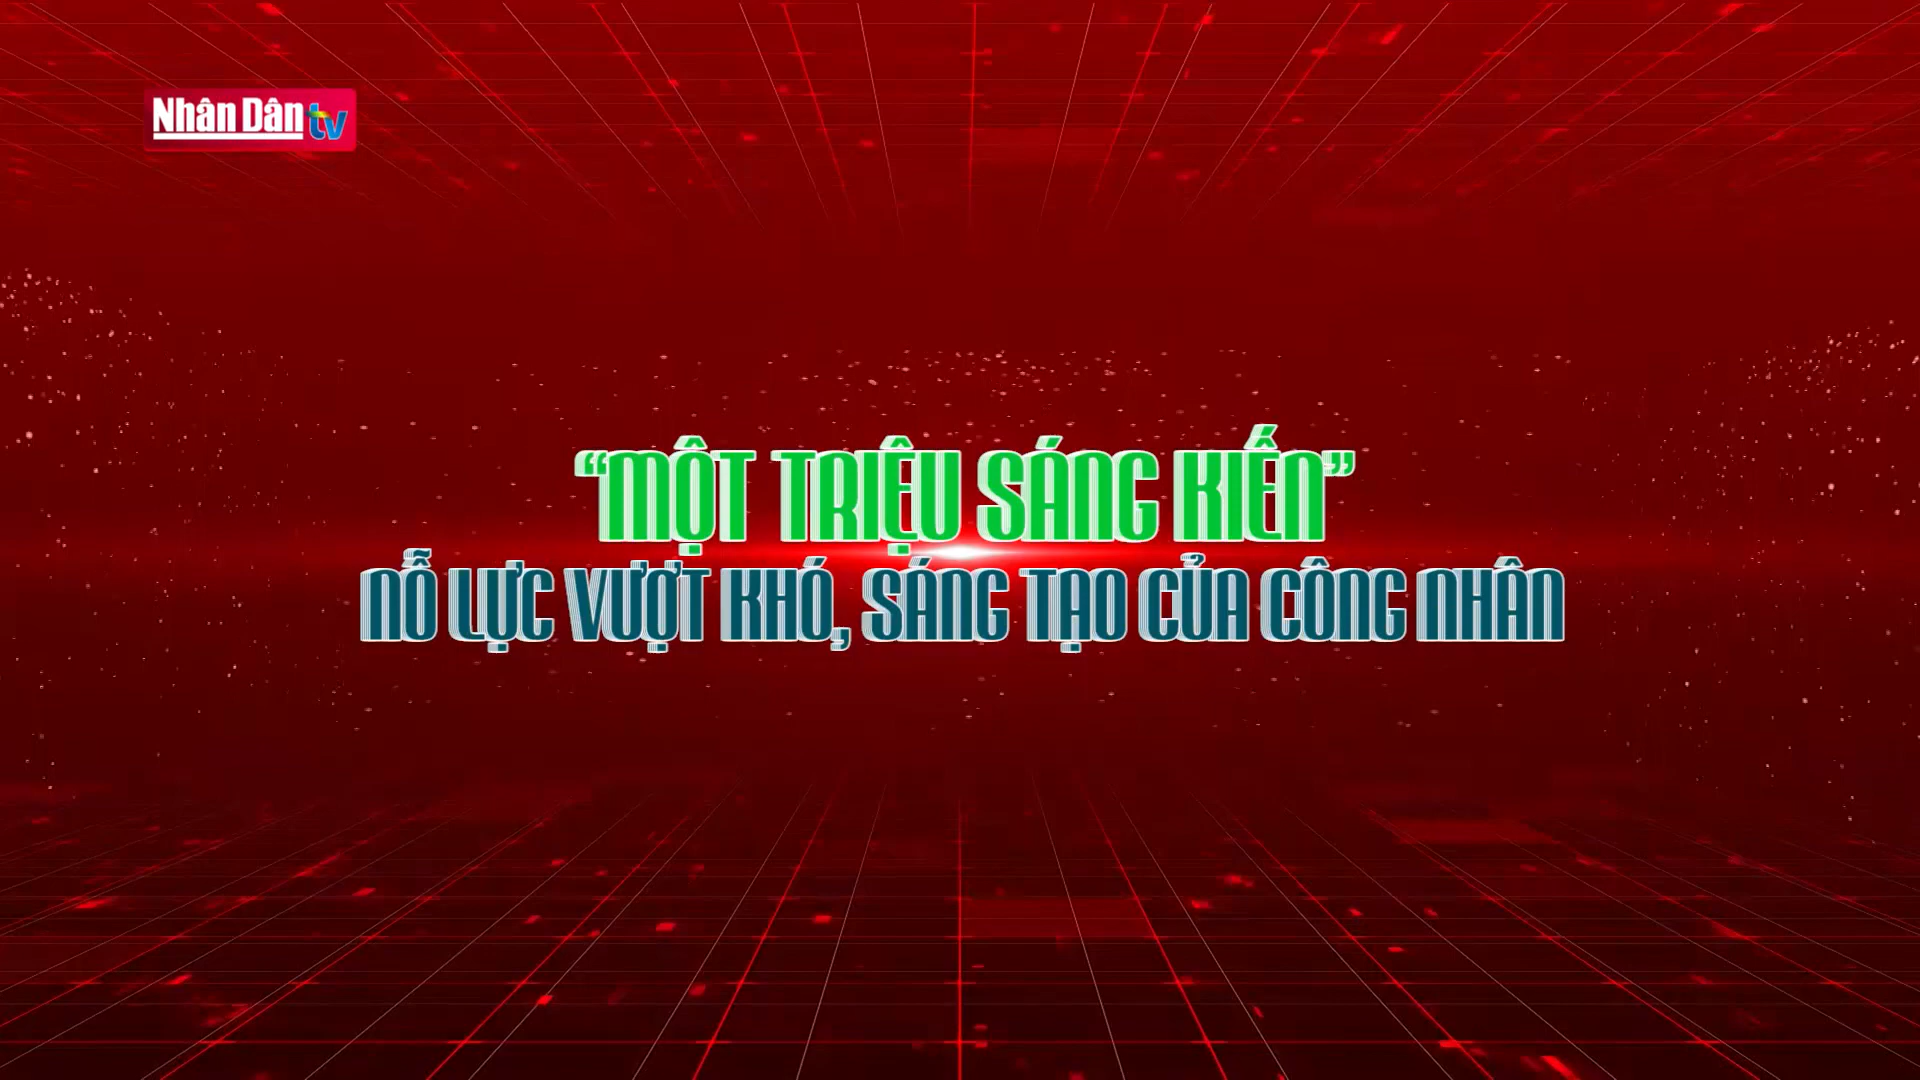 Nhân Dân tv
“MỘT TRIỆU SÁNG KIẾN”
NỖ LỰC VƯỢT KHÓ, SÁNG TẠO CỦA CÔNG NHÂN